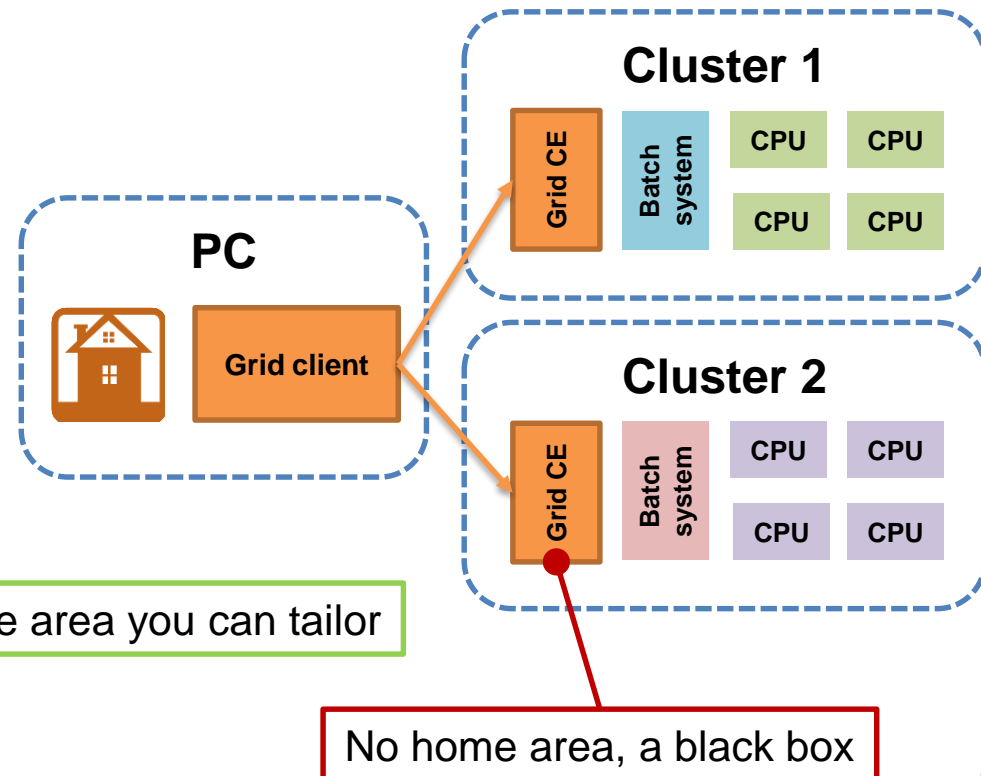 Cluster 1
Grid CE
Batch
system
CPU CPU
CPU CPU
PC
Grid client
Cluster 2
Grid CE
Batch
system
CPU CPU
CPU CPU
area you can tailor
No home area, a black box